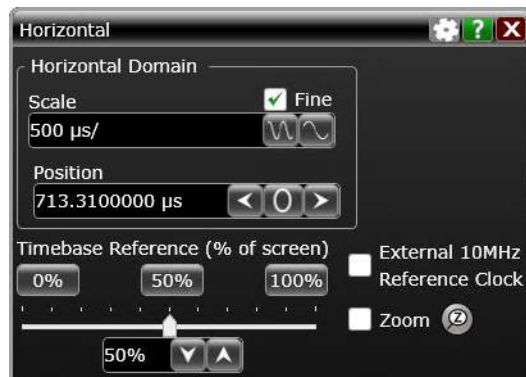 Horizontal
?
X
Horizontal Domain
Scale
Fine
500 µs/
Position
713.3100000 µs
0
Timebase Reference (% of screen)
0%
50%
100%
External 10MHz
Reference Clock
Zoom
Z
50%